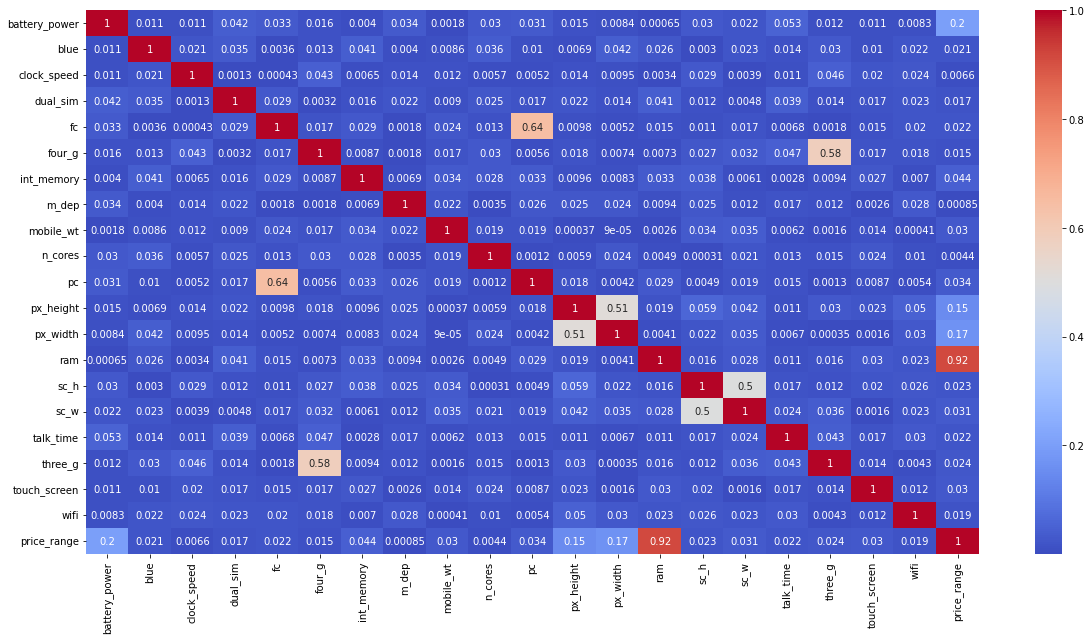 battery_power 1 0.011 0.011 0.042 0.033 0.016 0.004 0.034 0.0018 0.03 0.031 0.015 0.0084 0.00065 0.03 0.022 0.053 0.012 0.011 0.0083 0.2 1.0
blue 0.011 1 0.021 0.035 0.0036 0.013 0.041 0.004 0.0086 0.036 0.01 0.0069 0.042 0.026 0.003 0.023 0.014 0.03 0.01 0.022 0.021
clock_speed 0.011 0.021 1 0.0013 0.00043 0.043 0.0065 0.014 0.012 0.0057 0.0052 0.014 0.0095 0.0034 0.029 0.0039 0.011 0.046 0.02 0.024 0.0066
dual_sim 0.042 0.035 0.0013 1 0.029 0.0032 0.016 0.022 0.009 0.025 0.017 0.022 0.014 0.041 0.012 0.0048 0.039 0.014 0.017 0.023 0.017
0.8
fc 0.033 0.0036 0.00043 0.029 1 0.017 0.029 0.0018 0.024 0.013 0.64 0.0098 0.0052 0.015 0.011 0.017 0.0068 0.0018 0.015 0.02 0.022
four_g 0.016 0.013 0.043 0.0032 0.017 1 0.0087 0.0018 0.017 0.03 0.0056 0.018 0.0074 0.0073 0.027 0.032 0.047 0.58 0.017 0.018 0.015
int_memory 0.004 0.041 0.0065 0.016 0.029 0.0087 1 0.0069 0.034 0.028 0.033 0.0096 0.0083 0.033 0.038 0.0061 0.0028 0.0094 0.027 0.007 0.044
m_dep 0.034 0.004 0.014 0.022 0.0018 0.0018 0.0069 1 0.022 0.0035 0.026 0.025 0.024 0.0094 0.025 0.012 0.017 0.012 0.0026 0.028 0.00085
0.6
mobile_wt 0.0018 0.0086 0.012 0.009 0.024 0.017 0.034 0.022 1 0.019 0.019 0.00037 9e-05 0.0026 0.034 0.035 0.0062 0.0016 0.014 0.00041 0.03
n_cores 0.03 0.036 0.0057 0.025 0.013 0.03 0.028 0.0035 0.019 1 0.0012 0.0059 0.024 0.0049 0.00031 0.021 0.013 0.015 0.024 0.01 0.0044
pc 0.031 0.01 0.0052 0.017 0.64 0.0056 0.033 0.026 0.019 0.0012 1 0.018 0.0042 0.029 0.0049 0.019 0.015 0.0013 0.0087 0.0054 0.034
px_height 0.015 0.0069 0.014 0.022 0.0098 0.018 0.0096 0.025 0.00037 0.0059 0.018 1 0.51 0.019 0.059 0.042 0.011 0.03 0.023 0.05 0.15
px_width 0.0084 0.042 0.0095 0.014 0.0052 0.0074 0.0083 0.024 9e-05 0.024 0.0042 0.51 1 0.0041 0.022 0.035 0.0067 0.00035 0.0016 0.03 0.17
0.4
ram 0.00065 0.026 0.0034 0.041 0.015 0.0073 0.033 0.0094 0.0026 0.0049 0.029 0.019 0.0041 1 0.016 0.028 0.011 0.016 0.03 0.023 0.92
sc_h 0.03 0.003 0.029 0.012 0.011 0.027 0.038 0.025 0.034 0.00031 0.0049 0.059 0.022 0.016 1 0.5 0.017 0.012 0.02 0.026 0.023
sc_w 0.022 0.023 0.0039 0.0048 0.017 0.032 0.0061 0.012 0.035 0.021 0.019 0.042 0.035 0.028 0.5 1 0.024 0.036 0.0016 0.023 0.031
talk_time 0.053 0.014 0.011 0.039 0.0068 0.047 0.0028 0.017 0.0062 0.013 0.015 0.011 0.0067 0.011 0.017 0.024 1 0.043 0.017 0.03 0.022
0.2
three_g 0.012 0.03 0.046 0.014 0.0018 0.58 0.0094 0.012 0.0016 0.015 0.0013 0.03 0.00035 0.016 0.012 0.036 0.043 1 0.014 0.0043 0.024
touch_screen 0.011 0.01 0.02 0.017 0.015 0.017 0.027 0.0026 0.014 0.024 0.0087 0.023 0.0016 0.03 0.02 0.0016 0.017 0.014 1 0.012 0.03
wifi 0.0083 0.022 0.024 0.023 0.02 0.018 0.007 0.028 0.00041 0.01 0.0054 0.05 0.03 0.023 0.026 0.023 0.03 0.0043 0.012 1 0.019
price_range 0.2 0.021 0.0066 0.017 0.022 0.015 0.044 0.00085 0.03 0.0044 0.034 0.15 0.17 0.92 0.023 0.031 0.022 0.024 0.03 0.019 1
battery_power blue clock_speed dual_sim fc four_g int_memory m_dep mobile_wt n_cores pc px_height px_width ram sc_h sc_w talk_time three_g touch_screen wifi price_range